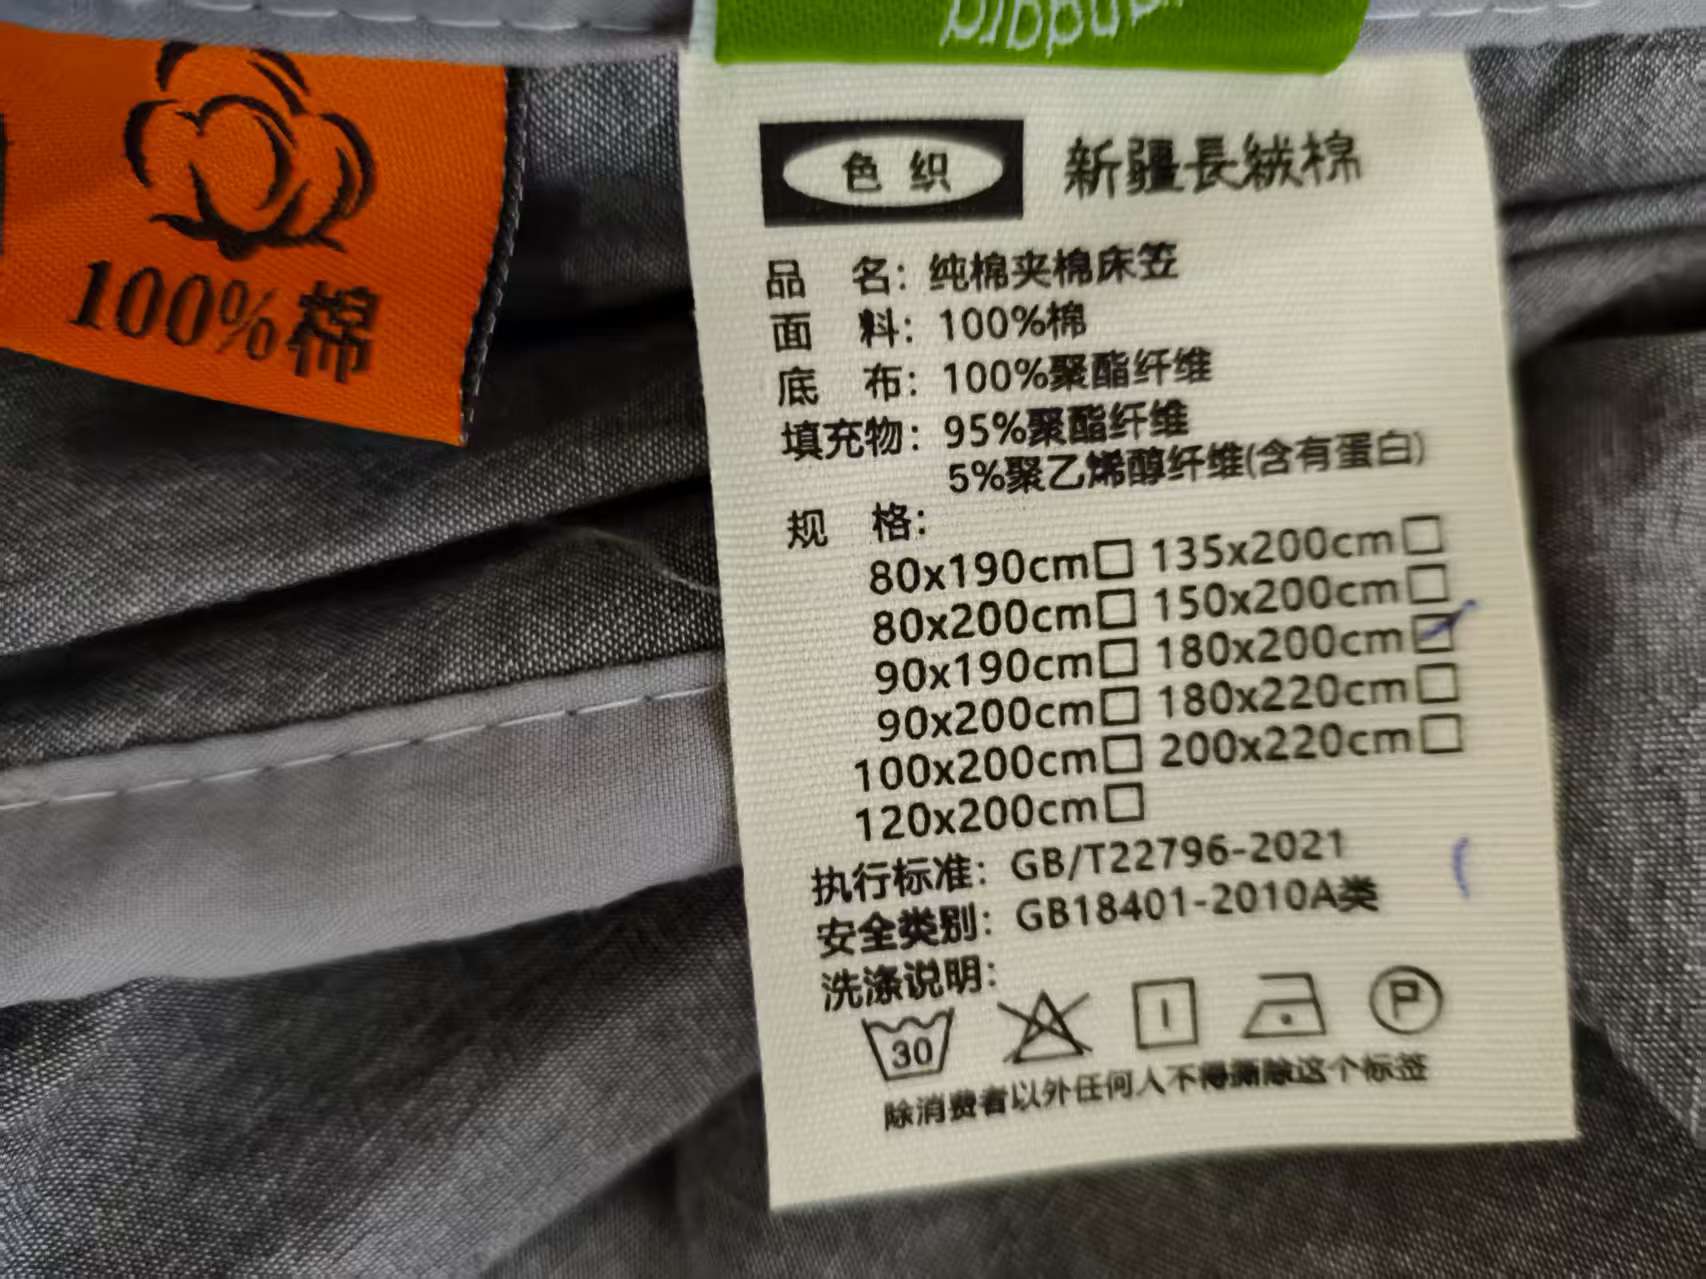 100%棉
色织
新疆長絨棉
品 名：纯棉夹棉床笠
面 料：100%棉
底 布：100%聚酯纤维
填充物：95%聚酯纤维
5%聚乙烯醇纤维(含有蛋白)
规 格：
80x190cm□ 135x200cm□
80x200cm□ 150x200cm□
90x190cm□ 180x200cm☑
90x200cm□ 180x220cm□
100x200cm□ 200x220cm□
120x200cm□
执行标准：GB/T22796-2021
安全类别：GB18401-2010A类
洗涤说明：
30
P
除消费者以外任何人不得撕除这个标签